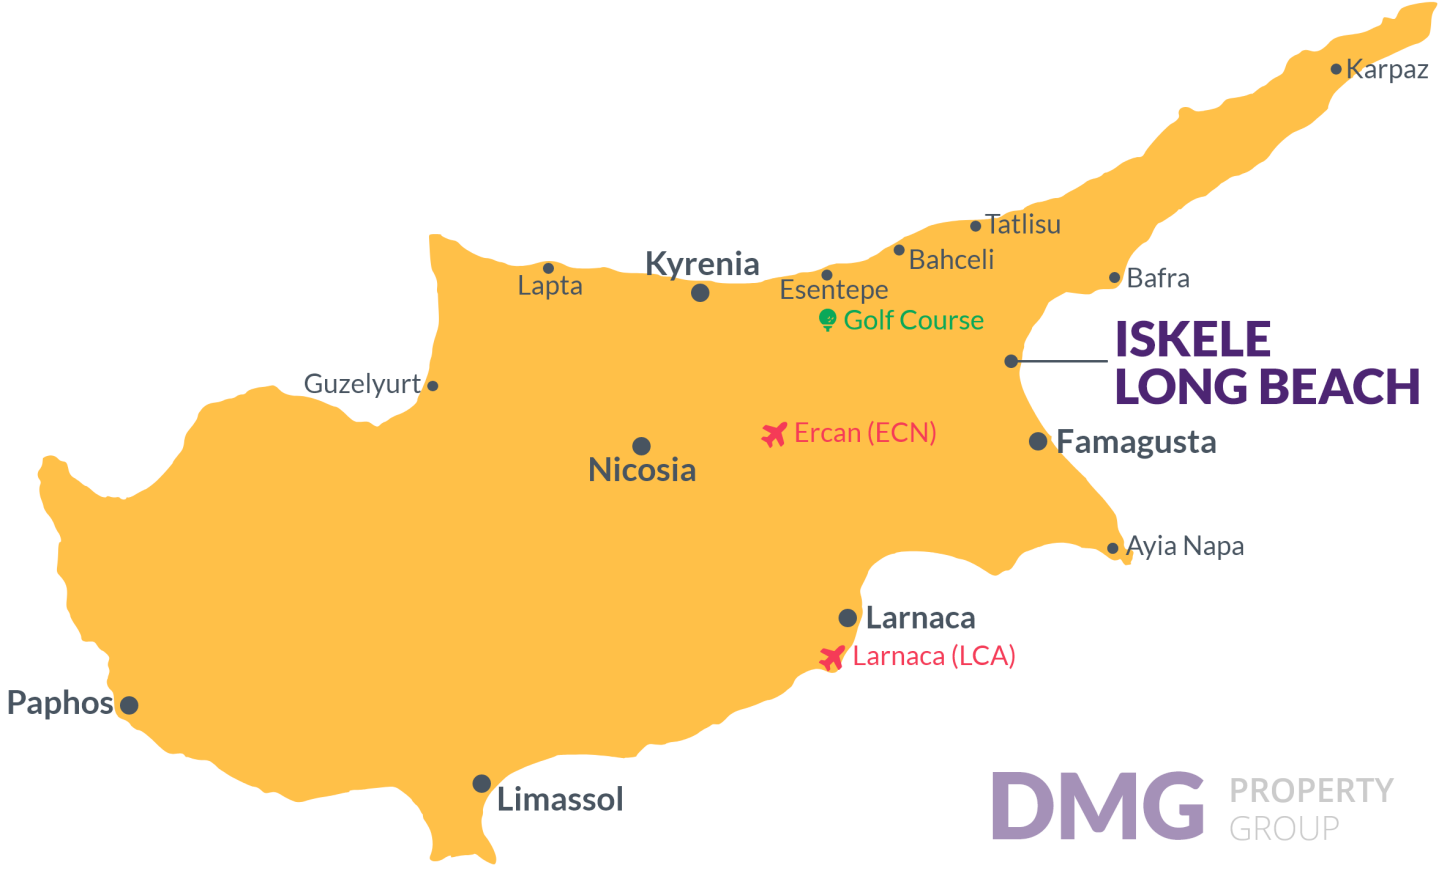 Karpaz
Tatlisu
Kyrenia
Bahceli
Lapta
Esentepe
Bafra
Golf Course
ISKELE
LONG BEACH
Guzelyurt
Ercan (ECN)
Famagusta
Nicosia
Ayia Napa
Larnaca
Larnaca (LCA)
Paphos
Limassol
DMG PROPERTY
GROUP